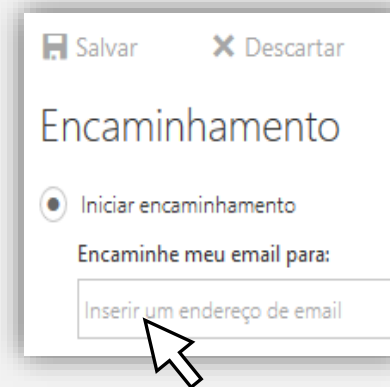 Salvar Descartar
Encaminhamento
Iniciar encaminhamento
Encaminhe meu email para:
Inserir um endereço de email